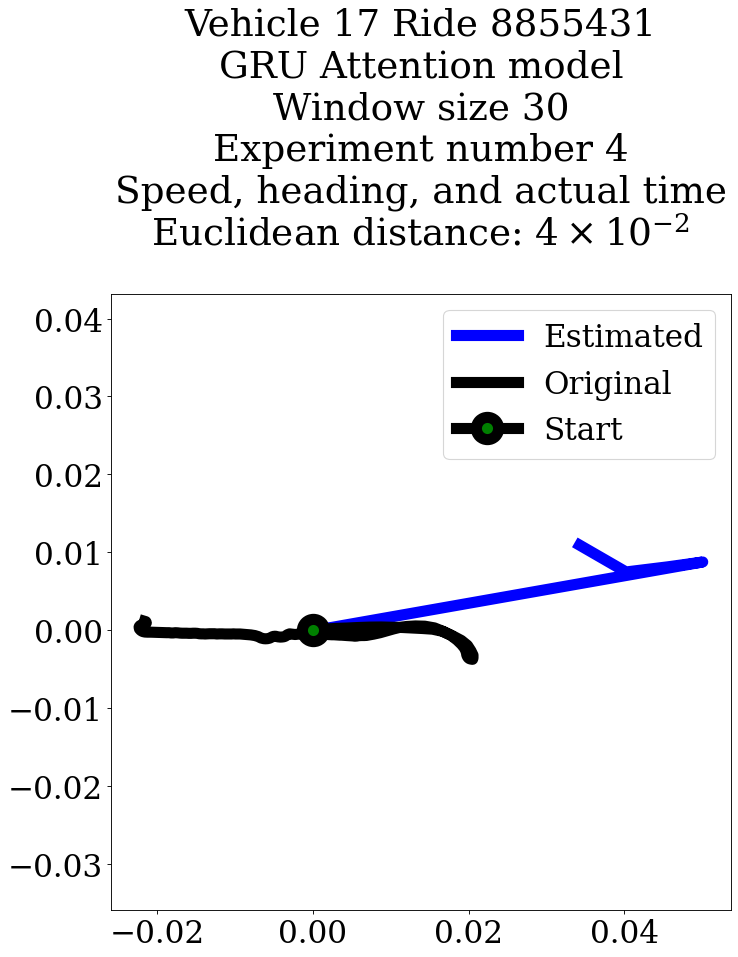 Vehicle 17 Ride 8855431
GRU Attention model
Window size 30
Experiment number 4
Speed, heading, and actual time
Euclidean distance: 4 × 10⁻²
Estimated
Original
Start
0.04
0.03
0.02
0.01
0.00
−0.01
−0.02
−0.03
−0.02 0.00 0.02 0.04